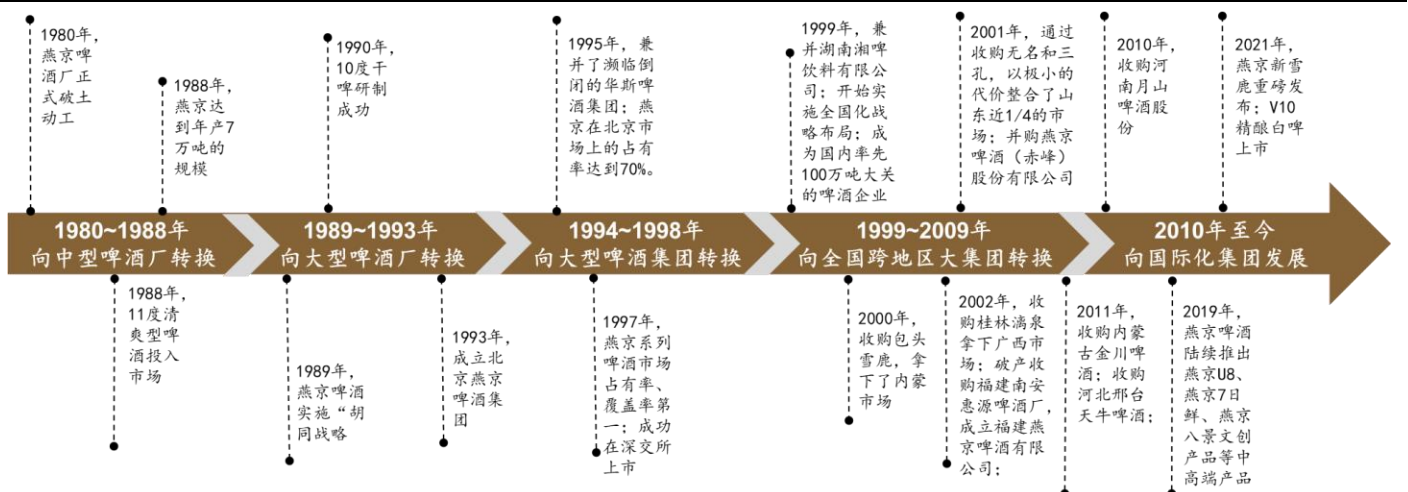 1980年，
燕京啤
酒厂正
式破土
动工
1988年，
燕京达
到年产7
万吨的
规模
1990年，
10度干
啤研制
成功
1995年，兼
并了濒临倒
闭的华斯啤
酒集团；燕
京在北京市
场上的占有
率达到70%。
1999年，兼
并湖南湘啤
饮料有限公
司；开始实
施全国化战
略布局；成
为国内率先
100万吨大关
的啤酒企业
2001年，通过
收购无名和三
孔，以极小的
代价整合了山
东近1/4的市
场；并购燕京
啤酒（赤峰）
股份有限公司
2010年，
收购河
南月山
啤酒股
份
2021年，
燕京新雪
鹿重磅发
布；V10
精酿白啤
上市
1980~1988年
向中型啤酒厂转换
1989~1993年
向大型啤酒厂转换
1994~1998年
向大型啤酒集团转换
1999~2009年
向全国跨地区大集团转换
2010年至今
向国际化集团发展
1988年，
11度清
爽型啤
酒投入
市场
1989年，
燕京啤酒
实施“胡
同战略
1993年，
成立北
京燕京
啤酒集
团
1997年，
燕京系列
啤酒市场
占有率、
覆盖率第
一；成功
在深交所
上市
2000年，
收购包头
雪鹿，拿
下了内蒙
市场
2002年，收
购桂林漓泉
拿下广西市
场；破产收
购福建南安
惠源啤酒厂，
成立福建燕
京啤酒有限
公司；
2011年，
收购内蒙
古金川啤
酒；收购
河北邢台
天牛啤酒；
2019年，
燕京啤酒
陆续推出
燕京U8、
燕京7日
鲜、燕京
八景文创
产品等中
高端产品